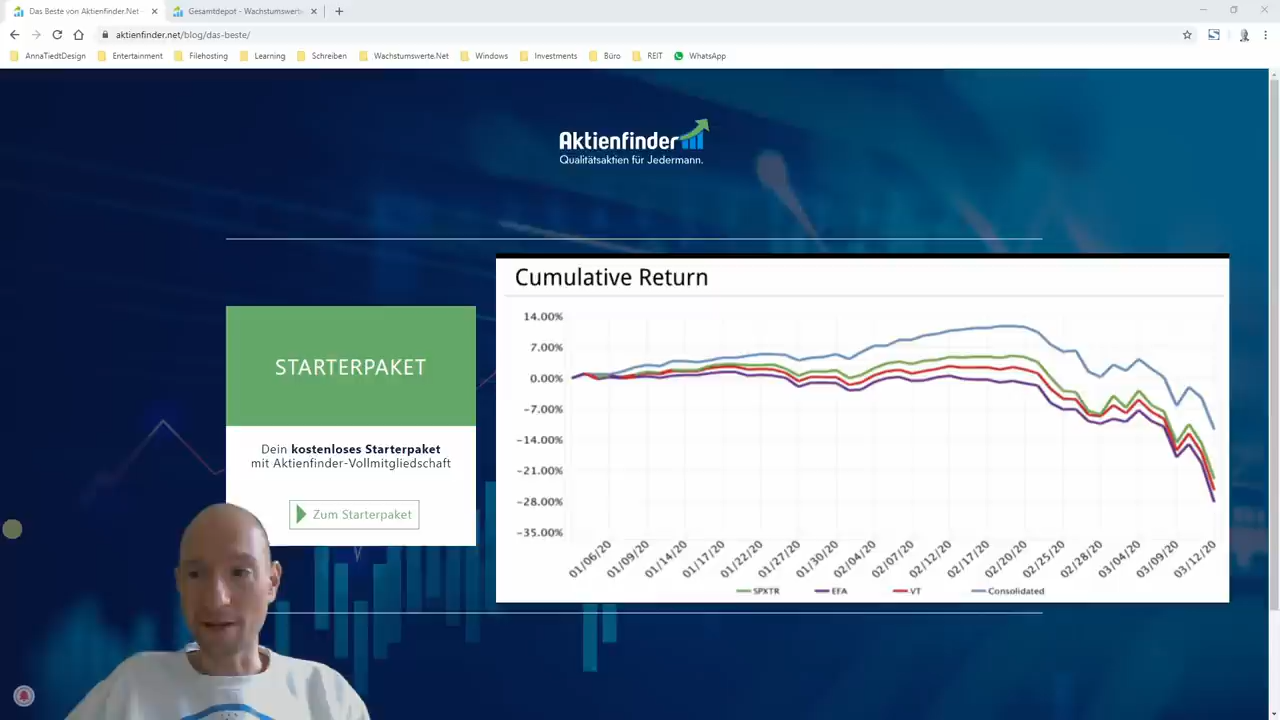 Das Beste von Aktienfinder.Net -
Gesamtdepot - Wachstumswerte
aktienfinder.net/blog/das-beste/
AnnaTiedtDesign
Entertainment
Filehosting
Learning
Schreiben
Wachstumswerte.Net
Windows
Investments
Büro
REIT
WhatsApp
Aktienfinder
Qualitätsaktien für Jedermann.
STARTERPAKET
Dein kostenloses Starterpaket
mit Aktienfinder-Vollmitgliedschaft
Zum Starterpaket
Cumulative Return
14.00%
7.00%
0.00%
-7.00%
-14.00%
-21.00%
-28.00%
-35.00%
01/06/20
01/09/20
01/14/20
01/17/20
01/22/20
01/27/20
01/30/20
02/04/20
02/07/20
02/12/20
02/17/20
02/20/20
02/25/20
02/28/20
03/04/20
03/09/20
03/12/20
SPXTR
EFA
VT
Consolidated